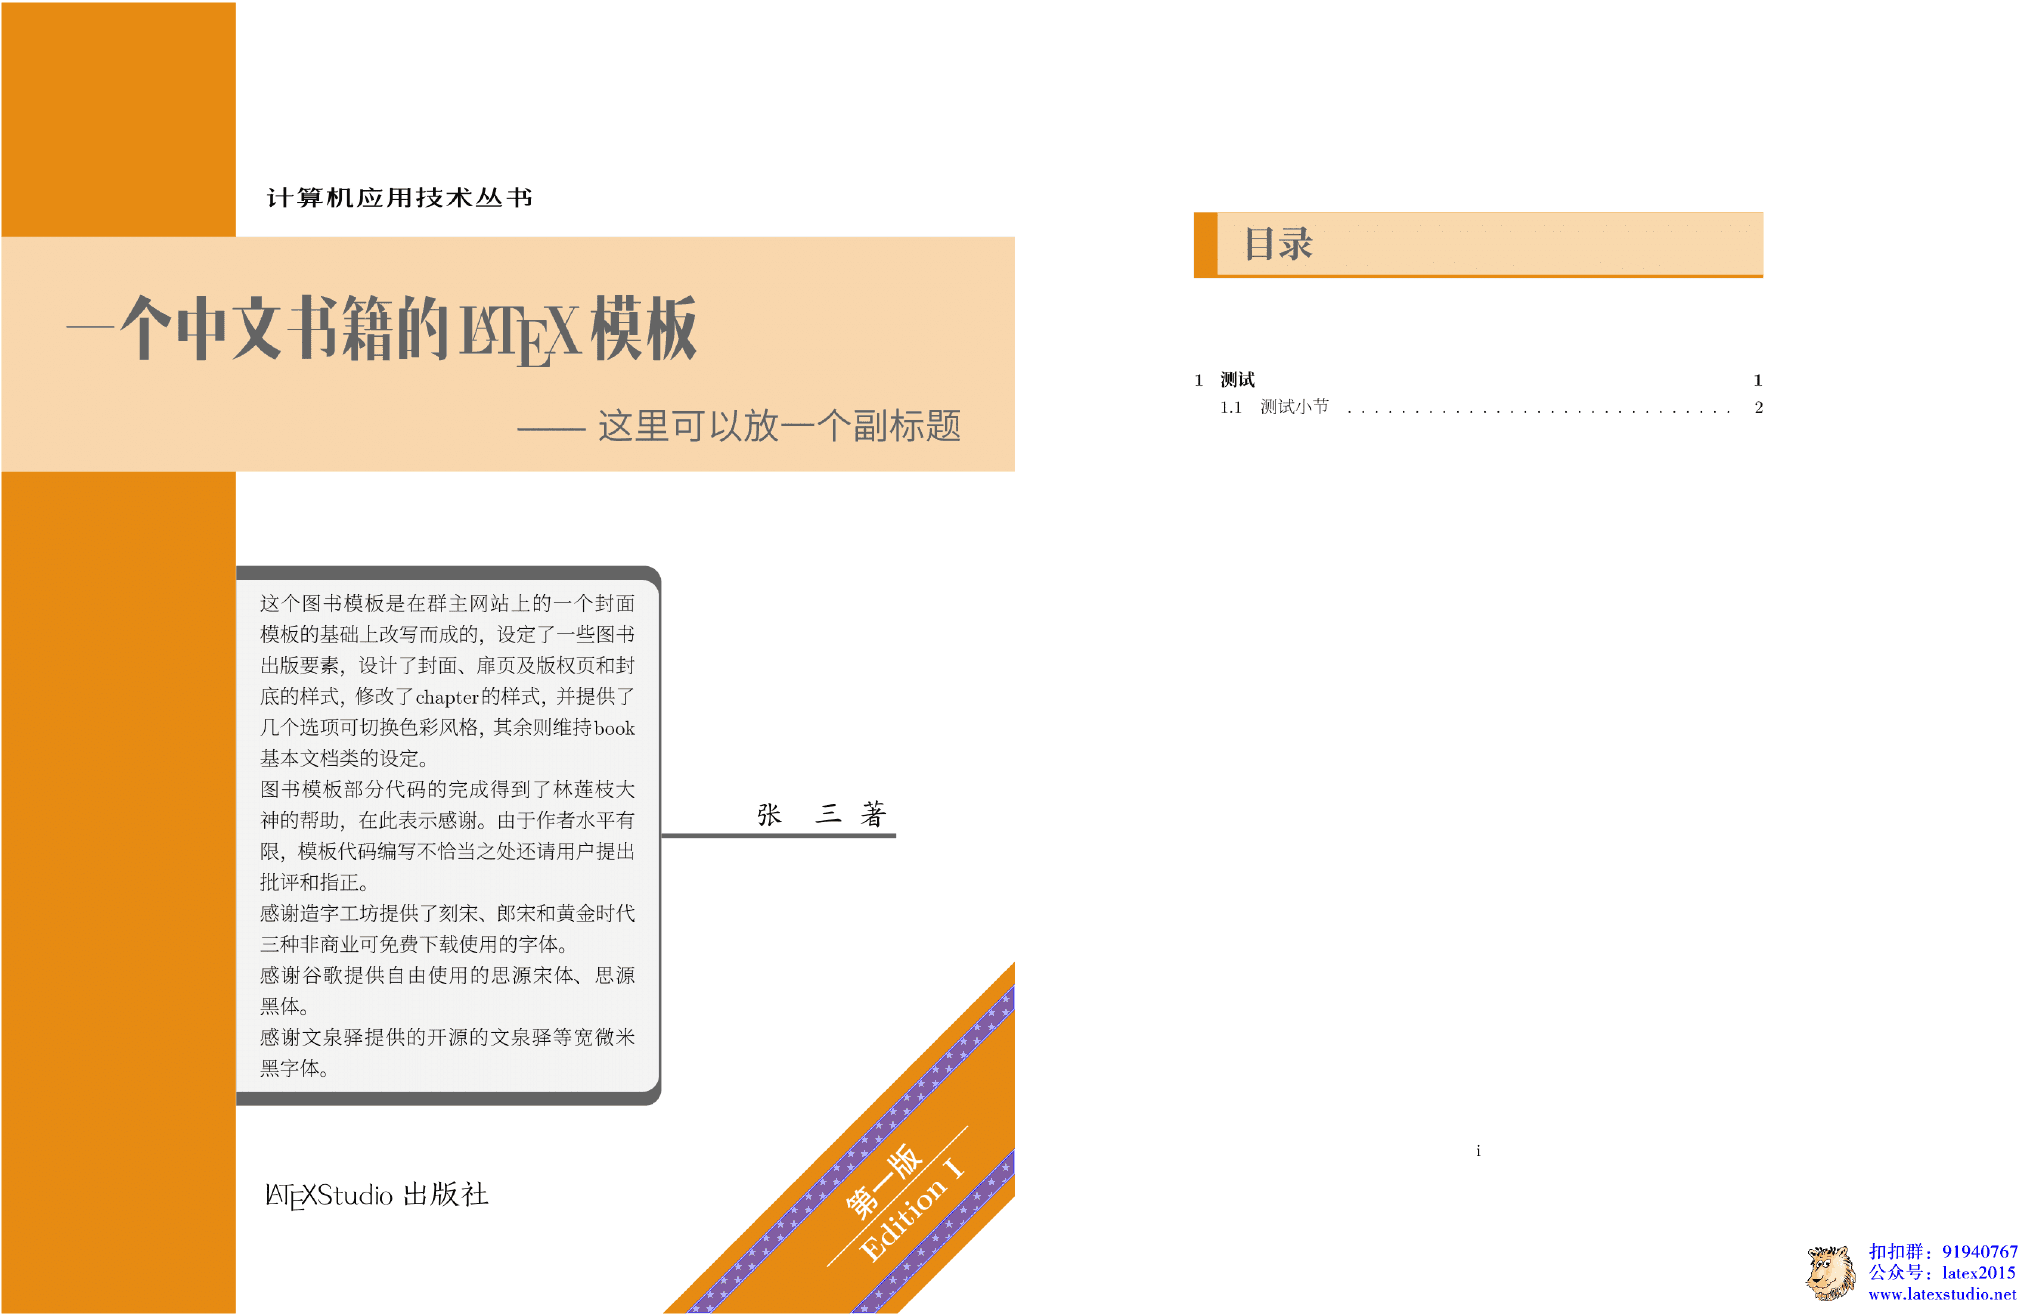 计算机应用技术丛书
一个中文书籍的LATEX模板
—— 这里可以放一个副标题
这个图书模板是在群主网站上的一个封面
模板的基础上改写而成的，设定了一些图书
出版要素，设计了封面、扉页及版权页和封
底的样式，修改了chapter的样式，并提供了
几个选项可切换色彩风格，其余则维持book
基本文档类的设定。
图书模板部分代码的完成得到了林莲枝大
神的帮助，在此表示感谢。由于作者水平有
限，模板代码编写不恰当之处还请用户提出
批评和指正。
感谢造字工坊提供了刻宋、郎宋和黄金时代
三种非商业可免费下载使用的字体。
感谢谷歌提供自由使用的思源宋体、思源
黑体。
感谢文泉驿提供的开源的文泉驿等宽微米
黑字体。
张 三 著
第一版
Edition I
LATEXStudio 出版社
目录
1 测试 1
1.1 测试小节 . . . . . . . . . . . . . . . . . . . . . . . . . . . . . 2
i
扣扣群：91940767
公众号：latex2015
www.latexstudio.net